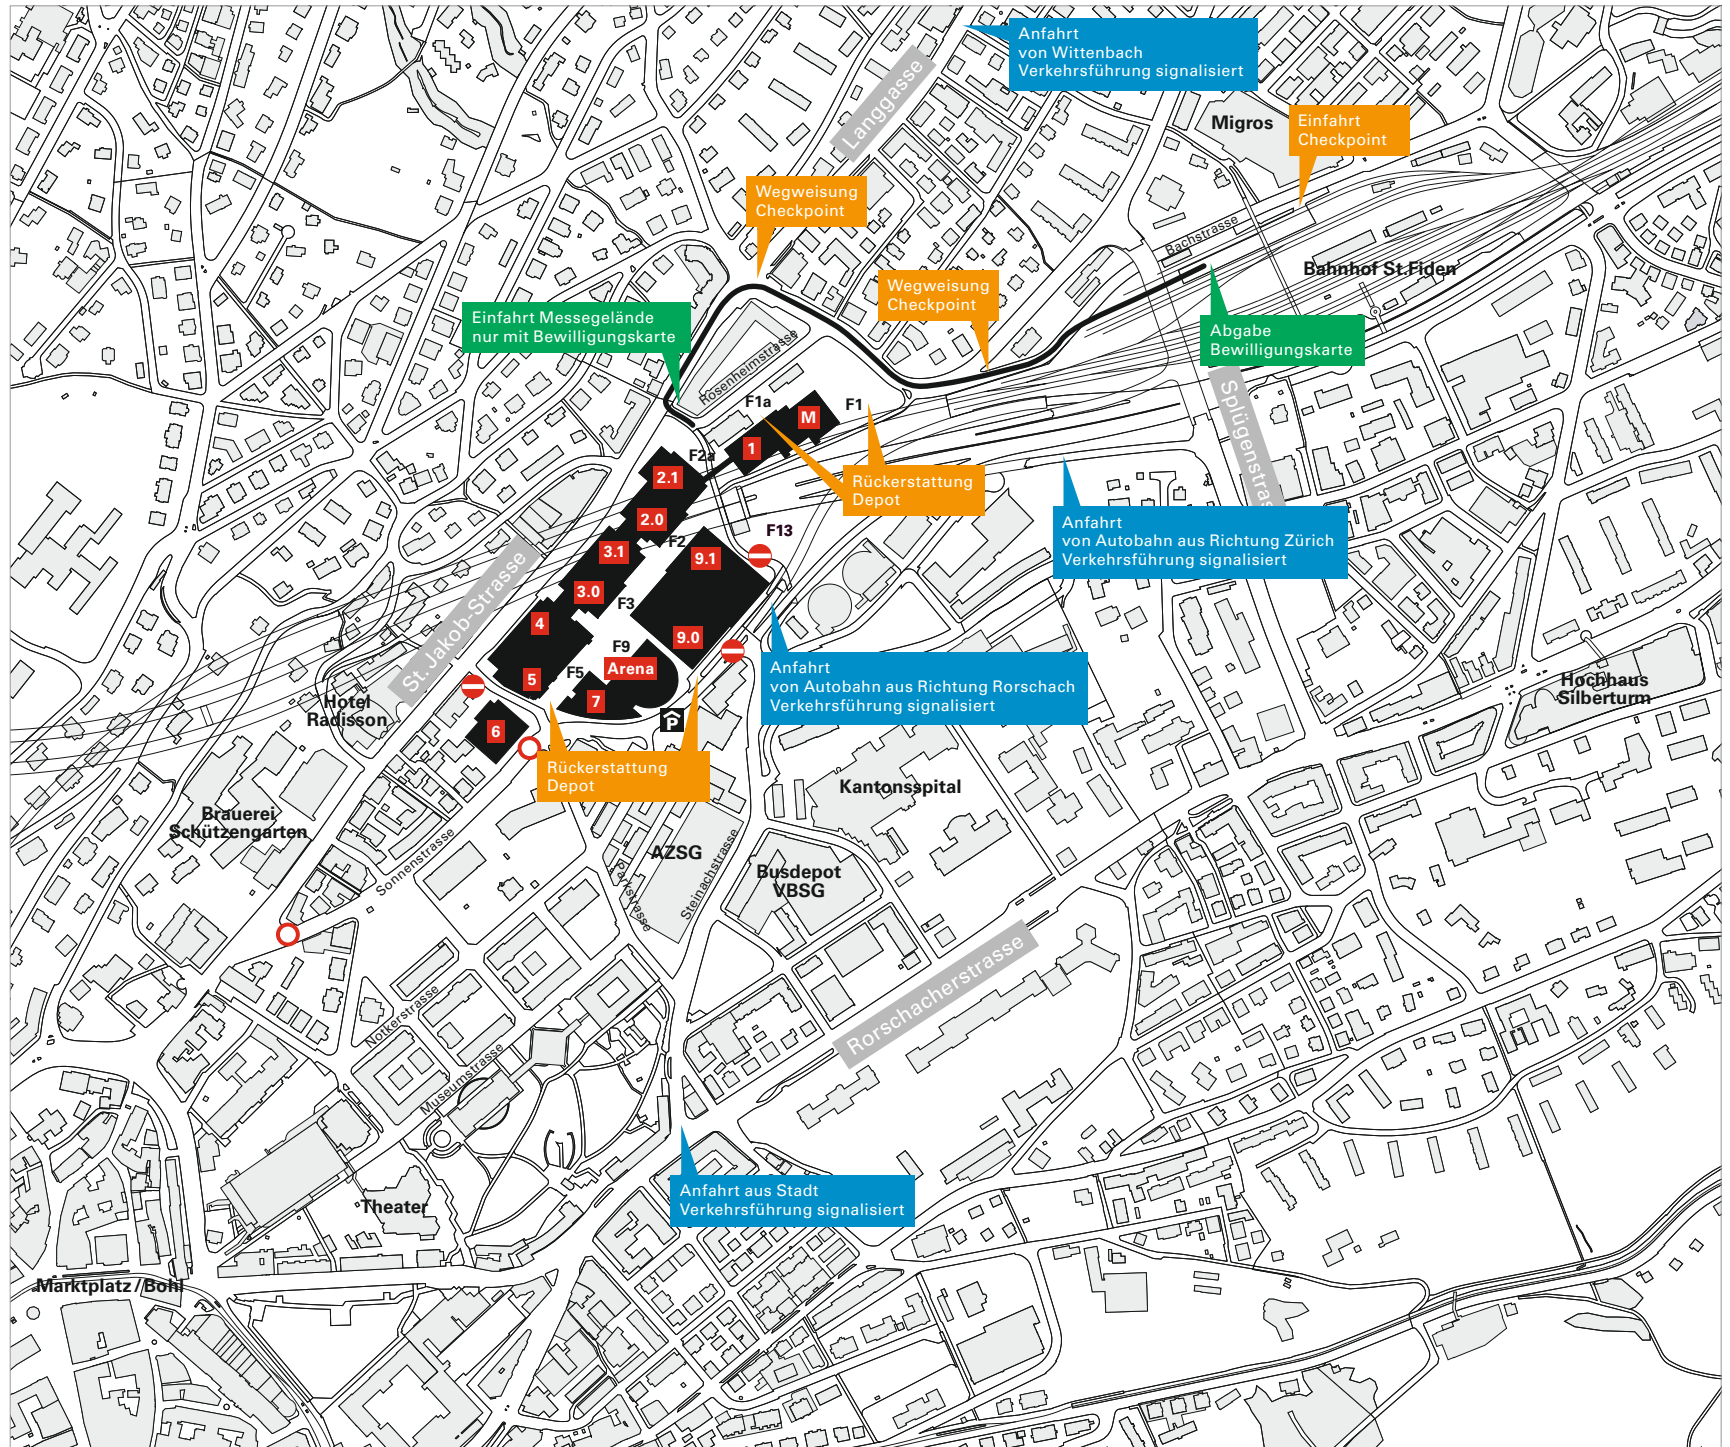 Anfahrt
von Wittenbach
Verkehrsführung signalisiert
Langgasse
Migros
Einfahrt
Checkpoint
Wegweisung
Checkpoint
Bachstrasse
Bahnhof St.Fiden
Wegweisung
Checkpoint
Einfahrt Messegelände
nur mit Bewilligungskarte
Abgabe
Bewilligungskarte
Rosenheimstrasse
Splügenstrasse
F1a
M
F1
1
F2a
2.1
Rückerstattung
Depot
2.0
Anfahrt
von Autobahn aus Richtung Zürich
Verkehrsführung signalisiert
F13
F2
3.1
9.1
3.0
F3
St. Jakob-Strasse
4
9.0
F9
Arena
F5
5
7
Anfahrt
von Autobahn aus Richtung Rorschach
Verkehrsführung signalisiert
Hochhaus
Silberturm
Hotel
Radisson
P
6
Rückerstattung
Depot
Kantonsspital
Brauerei
Schützengarten
Sonnenstrasse
AZSG
Parkstrasse
Steinachstrasse
Busdepot
VBSG
Rorschacherstrasse
Notkerstrasse
Museumstrasse
Anfahrt aus Stadt
Verkehrsführung signalisiert
Theater
Marktplatz/Bohl